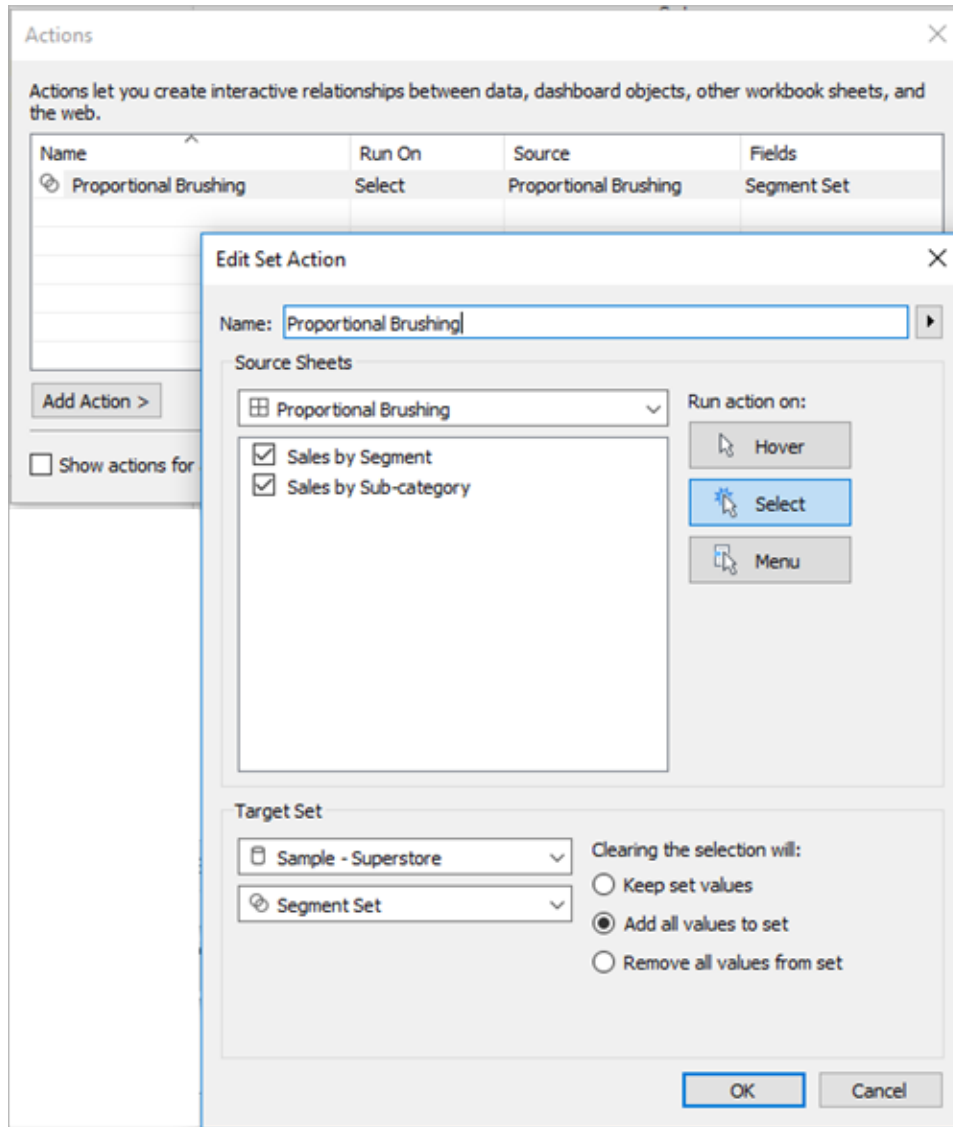 Actions
Actions let you create interactive relationships between data, dashboard objects, other workbook sheets, and
the web.
Name Run On Source Fields
Proportional Brushing Select Proportional Brushing Segment Set
Edit Set Action
Name: Proportional Brushing
Source Sheets
Proportional Brushing
Run action on:
Sales by Segment
Sales by Sub-category
Hover
Select
Menu
Add Action >
Show actions for
Target Set
Sample - Superstore
Segment Set
Clearing the selection will:
Keep set values
Add all values to set
Remove all values from set
OK Cancel